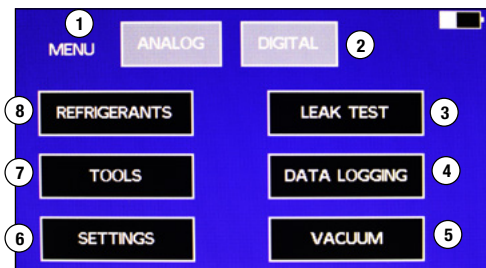 1
MENU ANALOG DIGITAL 2
8 REFRIGERANTS LEAK TEST 3
7 TOOLS DATA LOGGING 4
6 SETTINGS VACUUM 5